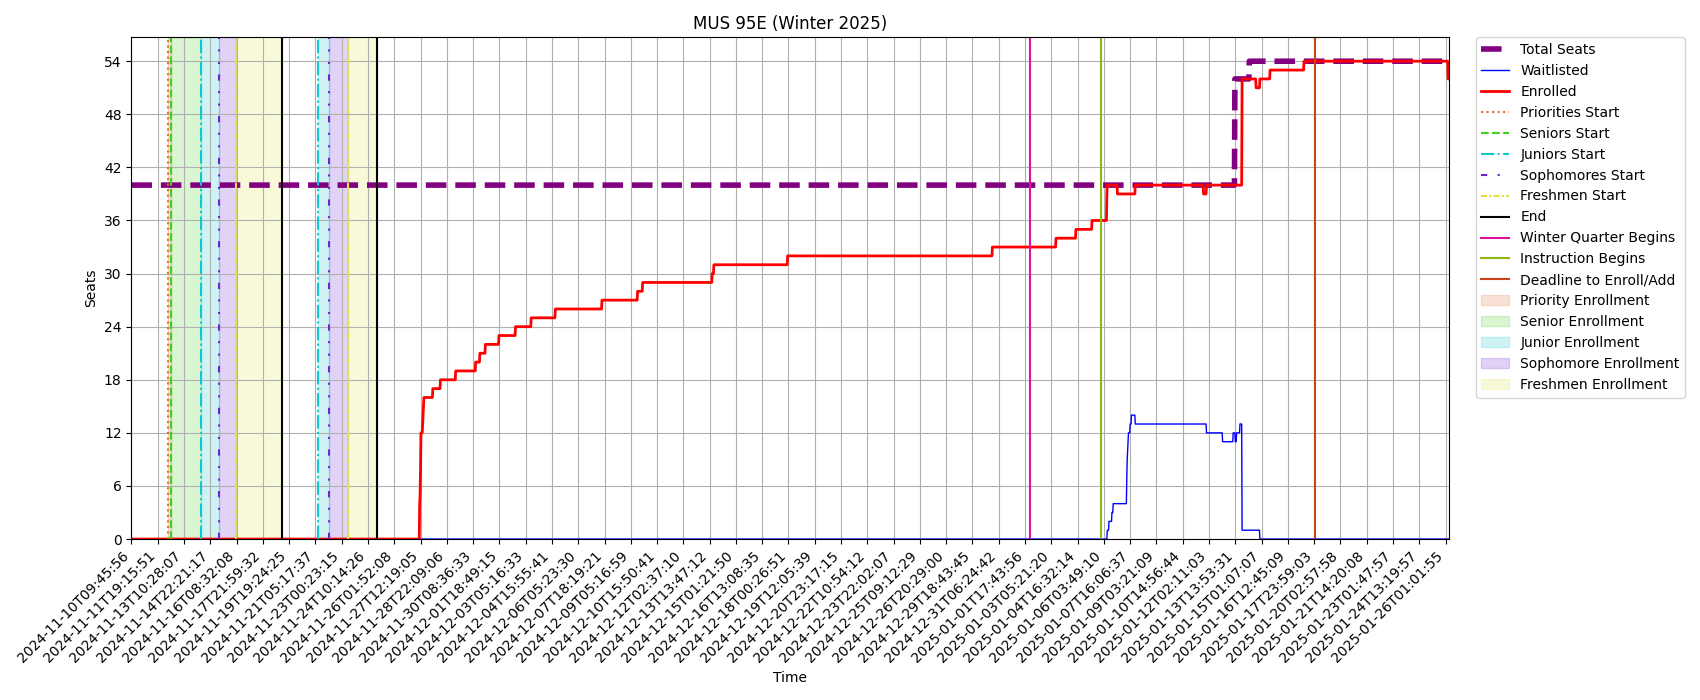 MUS 95E (Winter 2025)
Seats
54
48
42
36
30
24
18
12
6
0
2024-11-10T09:45:56
2024-11-11T19:15:51
2024-11-13T10:28:07
2024-11-14T22:21:17
2024-11-16T08:32:08
2024-11-17T21:59:32
2024-11-19T19:24:25
2024-11-21T05:17:37
2024-11-23T00:23:15
2024-11-24T10:14:26
2024-11-26T01:52:08
2024-11-27T12:19:05
2024-11-28T22:09:06
2024-11-30T08:36:33
2024-12-01T18:49:15
2024-12-03T05:16:33
2024-12-04T15:55:41
2024-12-06T05:23:30
2024-12-07T18:19:21
2024-12-09T05:16:59
2024-12-10T15:50:41
2024-12-12T02:37:10
2024-12-13T13:47:12
2024-12-15T01:21:50
2024-12-16T13:08:35
2024-12-18T00:26:51
2024-12-19T12:05:39
2024-12-20T23:17:15
2024-12-22T10:54:12
2024-12-23T22:02:07
2024-12-25T09:12:29
2024-12-26T20:29:00
2024-12-29T18:43:45
2024-12-31T06:24:42
2025-01-01T17:43:56
2025-01-03T05:21:20
2025-01-04T16:32:14
2025-01-06T03:49:10
2025-01-07T16:06:37
2025-01-09T03:21:09
2025-01-10T14:56:44
2025-01-12T02:11:03
2025-01-13T13:53:31
2025-01-15T01:07:07
2025-01-16T12:45:09
2025-01-17T23:59:03
2025-01-20T02:57:58
2025-01-21T14:20:08
2025-01-23T01:47:57
2025-01-24T13:19:57
2025-01-26T01:01:55
Time
Total Seats
Waitlisted
Enrolled
Priorities Start
Seniors Start
Juniors Start
Sophomores Start
Freshmen Start
End
Winter Quarter Begins
Instruction Begins
Deadline to Enroll/Add
Priority Enrollment
Senior Enrollment
Junior Enrollment
Sophomore Enrollment
Freshmen Enrollment